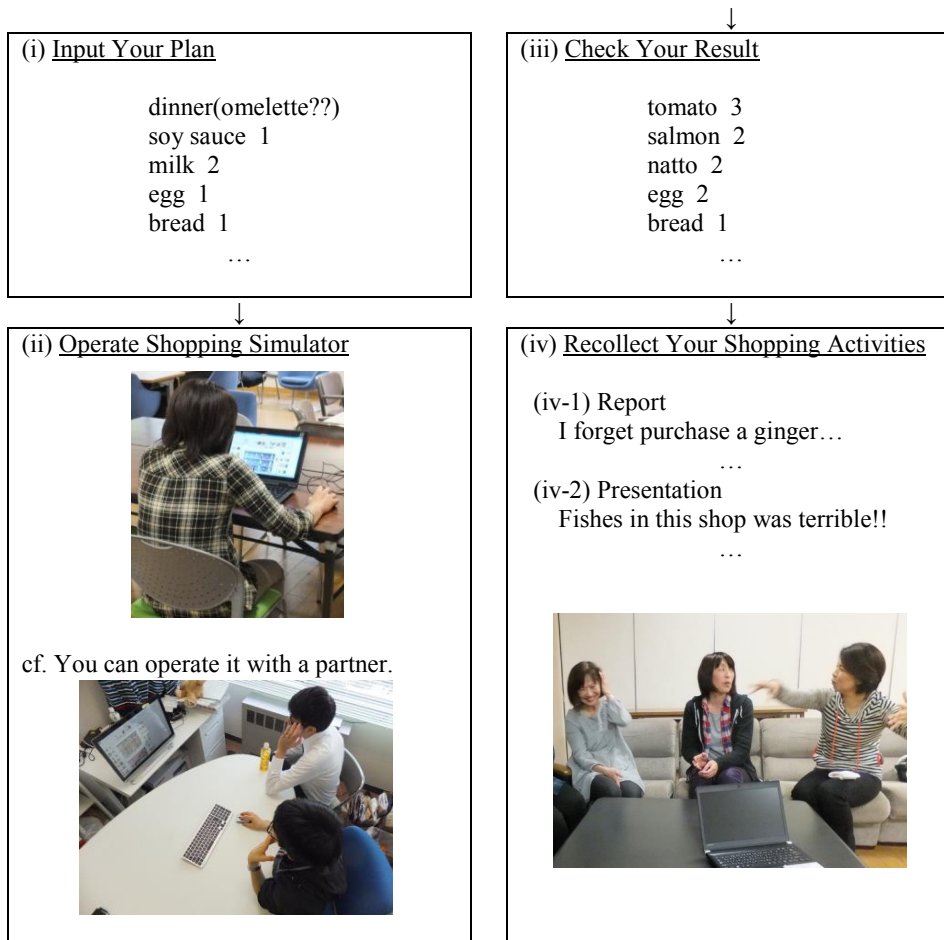 (i) Input Your Plan
dinner(omelette??)
soy sauce 1
milk 2
egg 1
bread 1
…
↓
(ii) Operate Shopping Simulator
cf. You can operate it with a partner.
↓
(iii) Check Your Result
tomato 3
salmon 2
natto 2
egg 2
bread 1
…
↓
(iv) Recollect Your Shopping Activities
(iv-1) Report
I forget purchase a ginger…
…
(iv-2) Presentation
Fishes in this shop was terrible!!
…